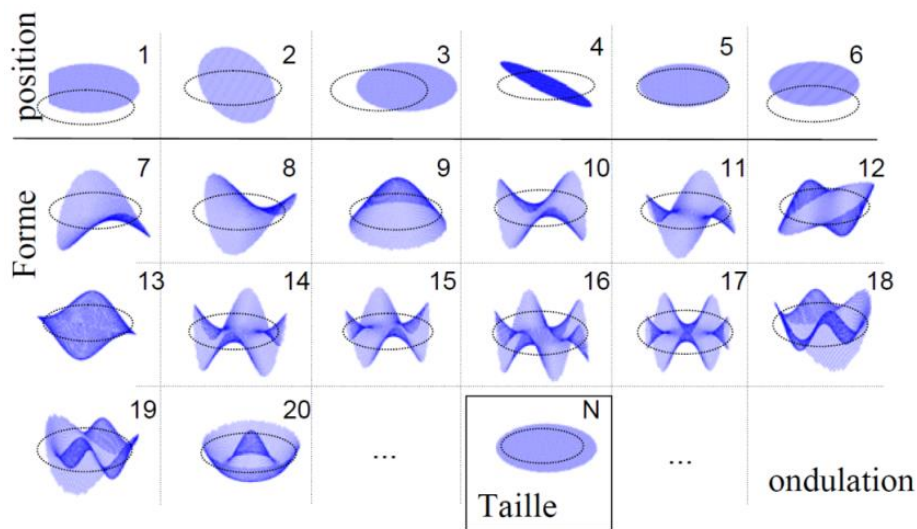 position
1 2 3 4 5 6
Forme
7 8 9 10 11 12
13 14 15 16 17 18
19 20 ... N ...
Taille
ondulation